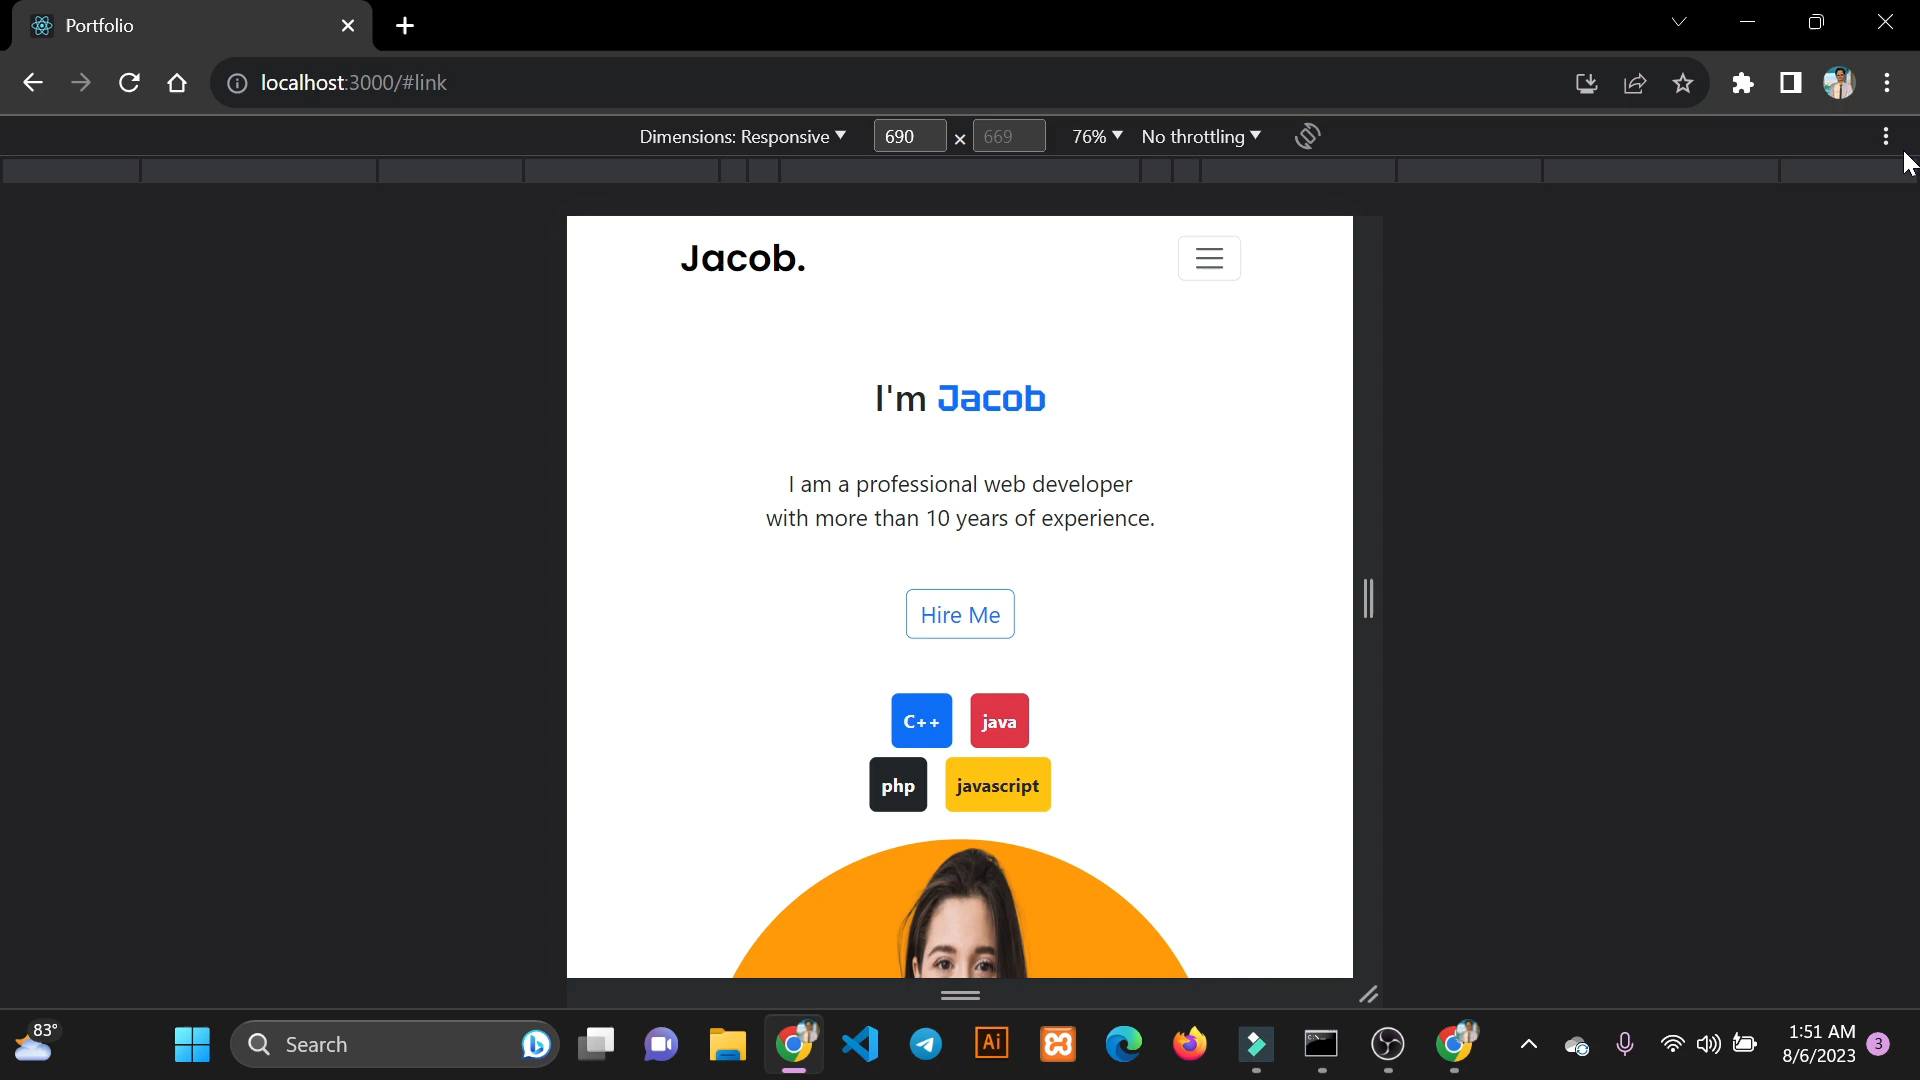 Portfolio
localhost:3000/#link
Dimensions: Responsive 690 × 669 76% No throttling
Jacob.
I'm Jacob
I am a professional web developer
with more than 10 years of experience.
Hire Me
C++ java
php javascript
83°
Search
Ai
1:51 AM
8/6/2023
3